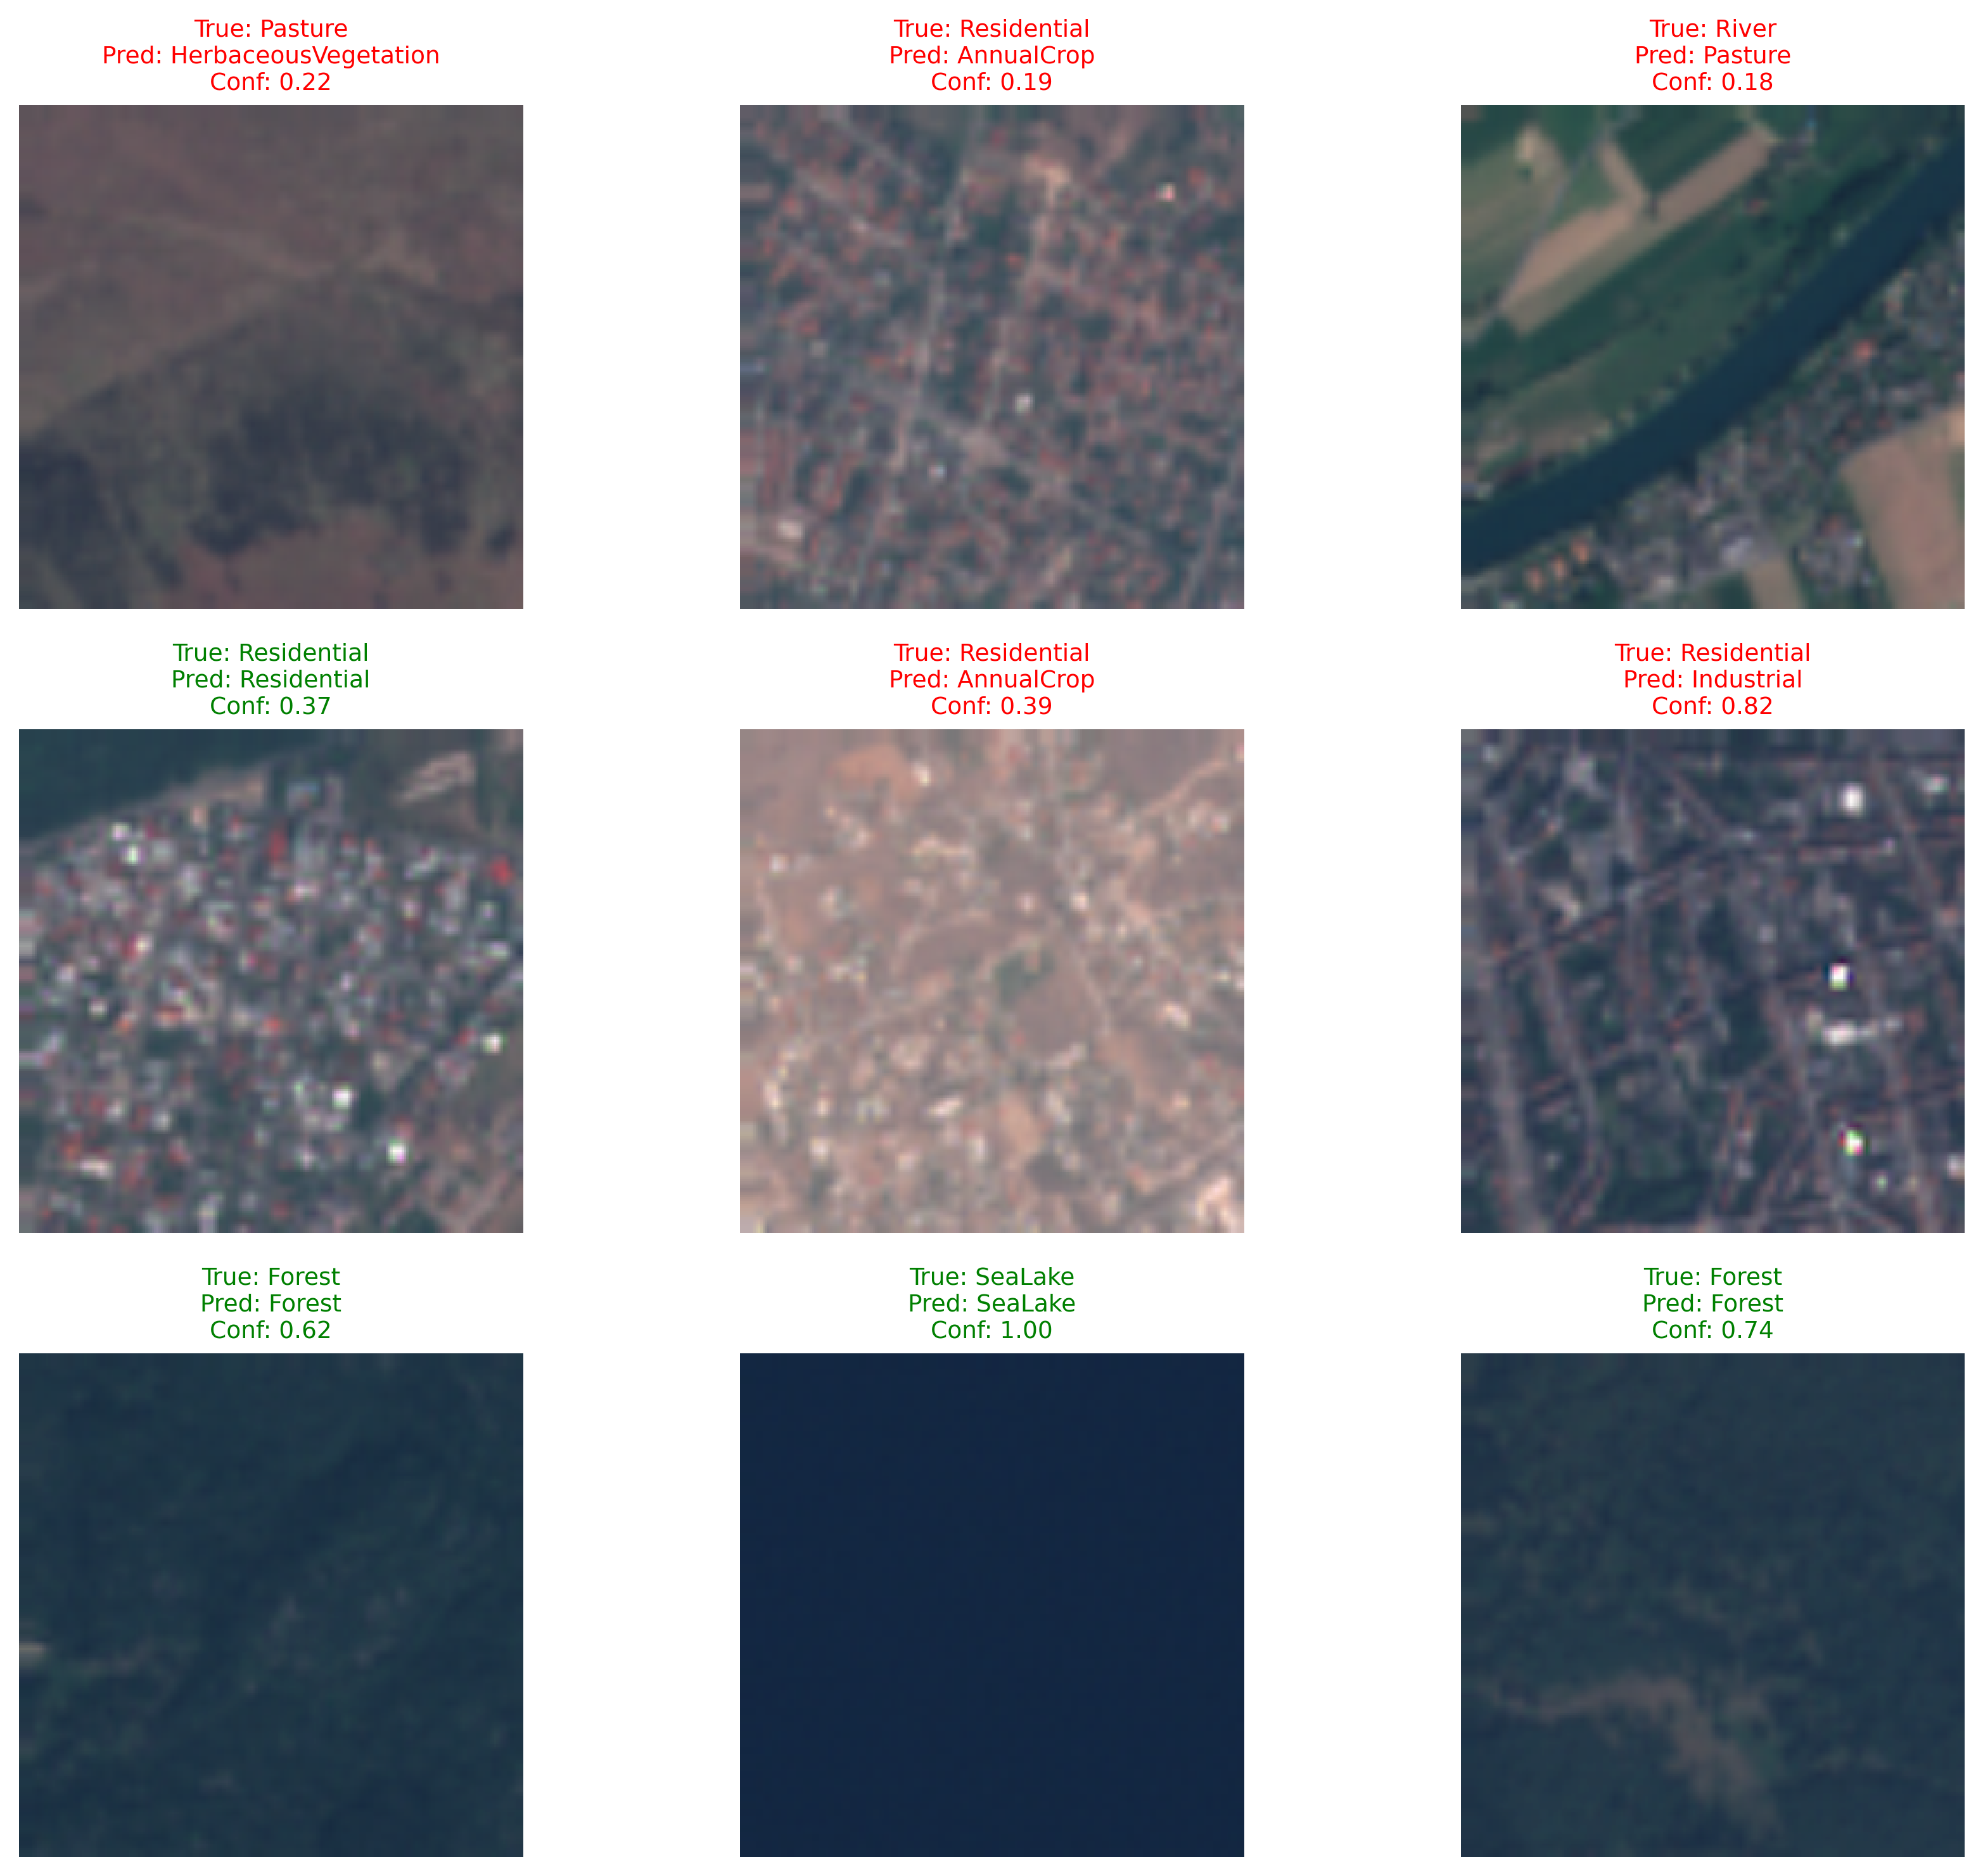 True: Pasture
Pred: HerbaceousVegetation
Conf: 0.22
True: Residential
Pred: AnnualCrop
Conf: 0.19
True: River
Pred: Pasture
Conf: 0.18
True: Residential
Pred: Residential
Conf: 0.37
True: Residential
Pred: AnnualCrop
Conf: 0.39
True: Residential
Pred: Industrial
Conf: 0.82
True: Forest
Pred: Forest
Conf: 0.62
True: SeaLake
Pred: SeaLake
Conf: 1.00
True: Forest
Pred: Forest
Conf: 0.74